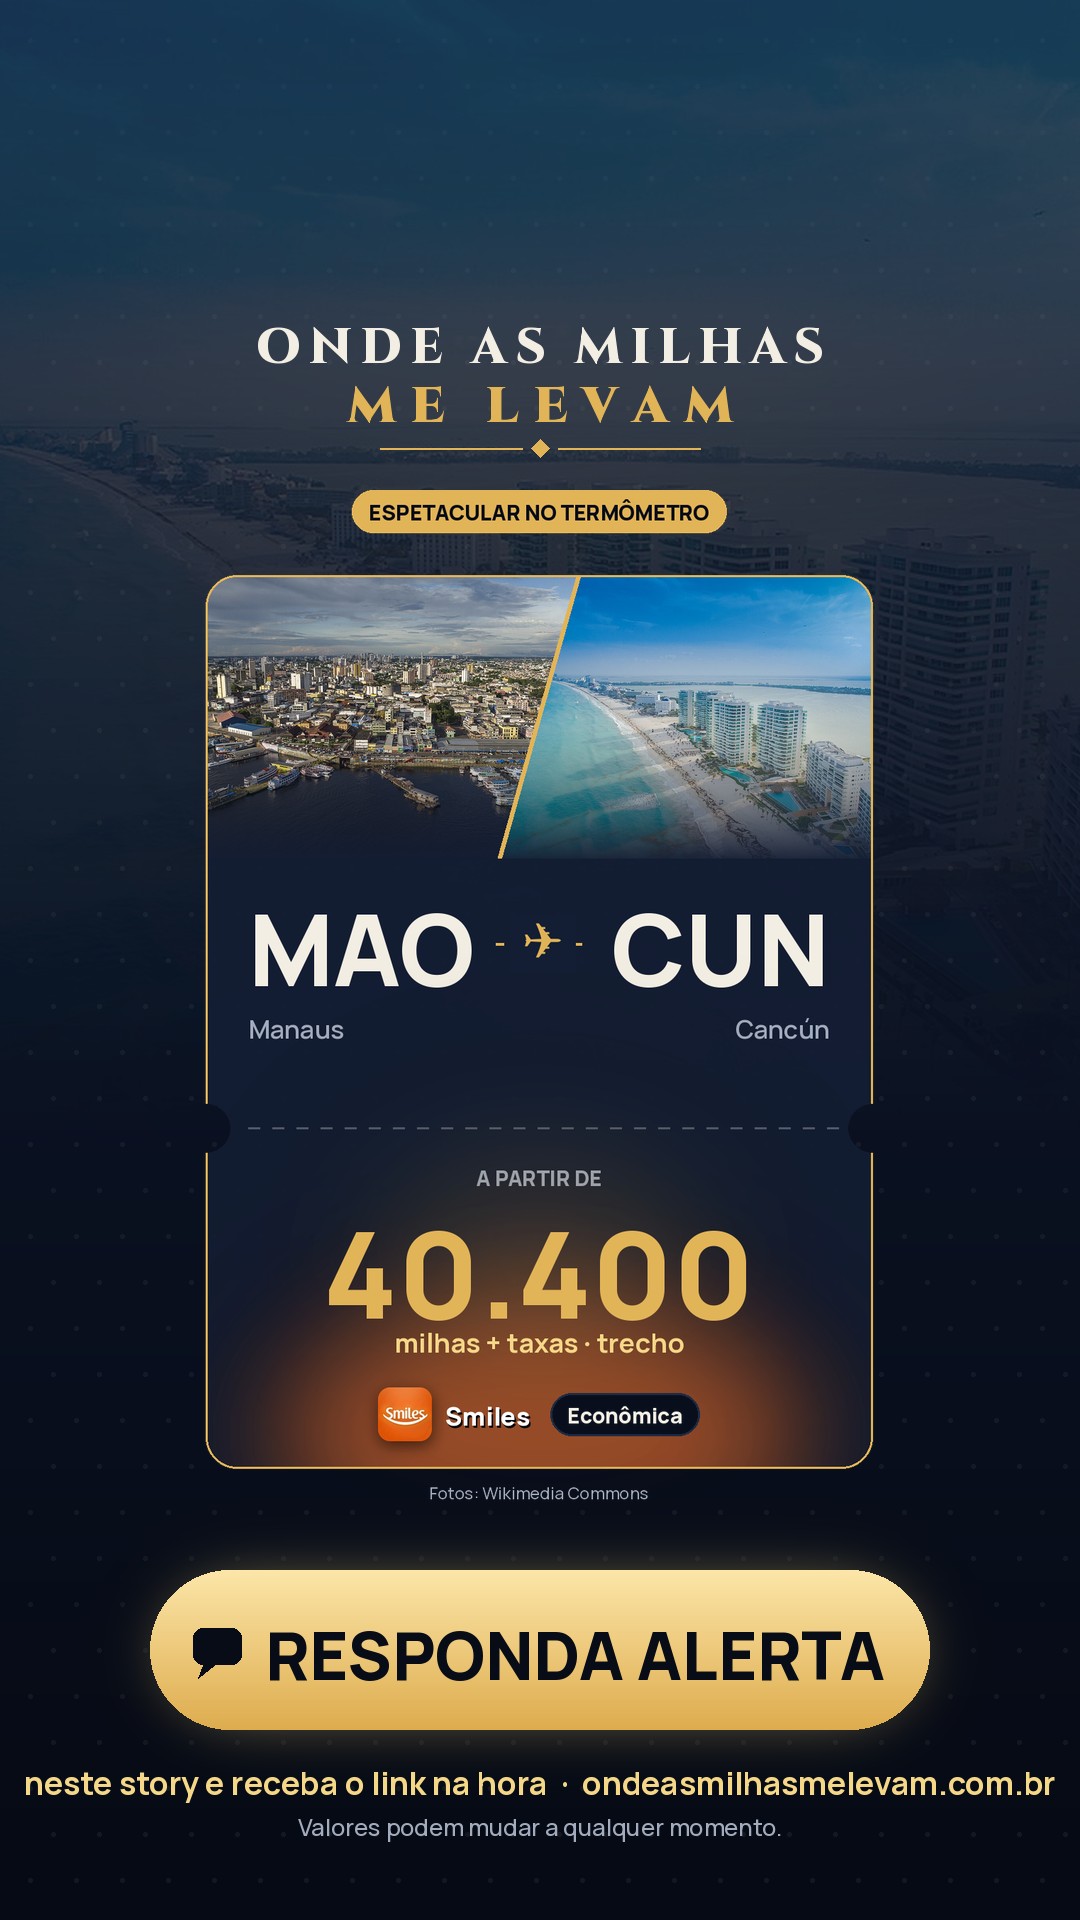 ONDE AS MILHAS
ME LEVAM
ESPETACULAR NO TERMÔMETRO
MAO - ✈ - CUN
Manaus Cancún
A PARTIR DE
40.400
milhas + taxas · trecho
Smiles Smiles Econômica
Fotos: Wikimedia Commons
RESPONDA ALERTA
neste story e receba o link na hora · ondeasmilhasmelevam.com.br
Valores podem mudar a qualquer momento.